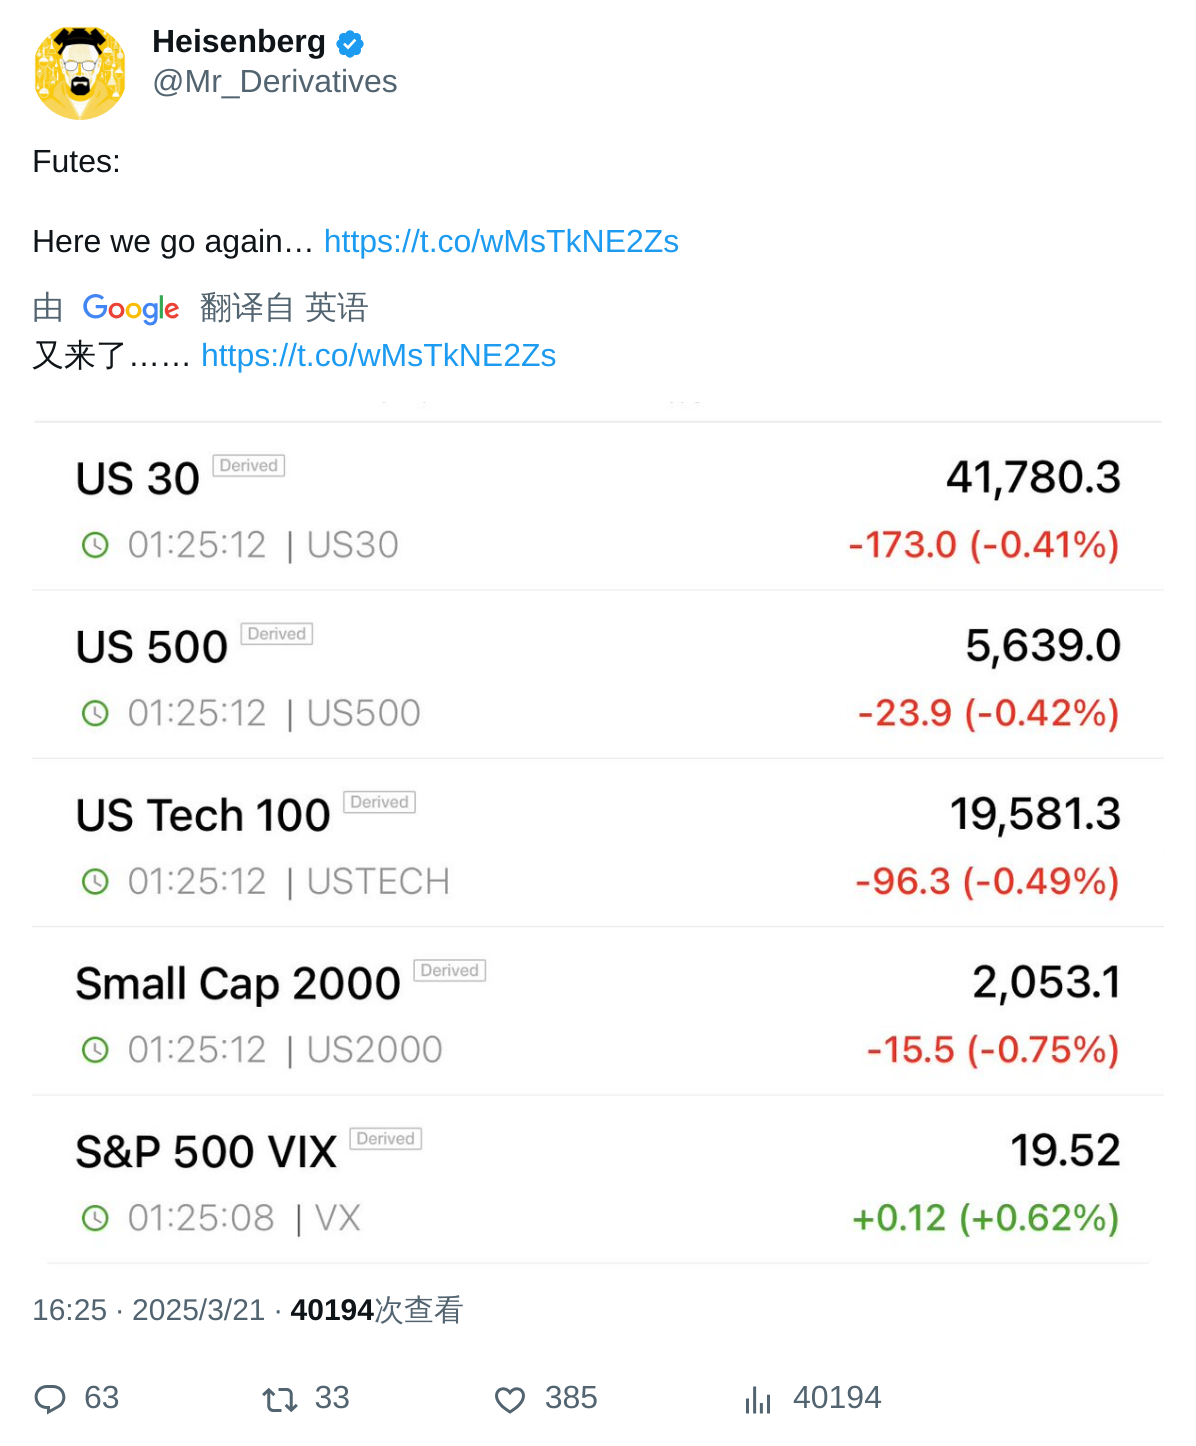 Heisenberg
@Mr_Derivatives
Futes:
Here we go again… https://t.co/wMsTkNE2Zs
由 Google 翻译自 英语
又来了…… https://t.co/wMsTkNE2Zs
US 30 Derived 41,780.3
01:25:12 | US30 -173.0 (-0.41%)
US 500 Derived 5,639.0
01:25:12 | US500 -23.9 (-0.42%)
US Tech 100 Derived 19,581.3
01:25:12 | USTECH -96.3 (-0.49%)
Small Cap 2000 Derived 2,053.1
01:25:12 | US2000 -15.5 (-0.75%)
S&P 500 VIX Derived 19.52
01:25:08 | VX +0.12 (+0.62%)
16:25 · 2025/3/21 · 40194次查看
63 33 385 40194